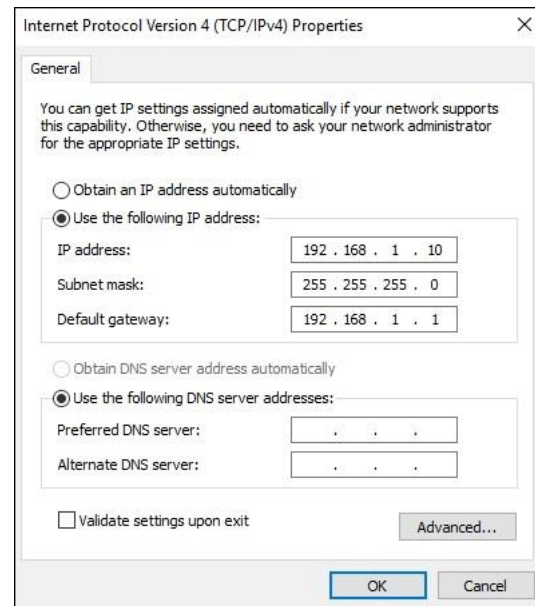 Internet Protocol Version 4 (TCP/IPv4) Properties
General
You can get IP settings assigned automatically if your network supports
this capability. Otherwise, you need to ask your network administrator
for the appropriate IP settings.
Obtain an IP address automatically
Use the following IP address:
IP address: 192 . 168 . 1 . 10
Subnet mask: 255 . 255 . 255 . 0
Default gateway: 192 . 168 . 1 . 1
Obtain DNS server address automatically
Use the following DNS server addresses:
Preferred DNS server: . . .
Alternate DNS server: . . .
Validate settings upon exit
Advanced...
OK Cancel